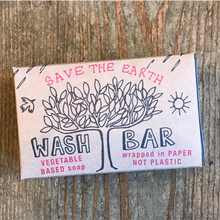 SAVE THE EARTH
WASH BAR
VEGETABLE
BASED soap
wrapped in PAPER
NOT PLASTIC